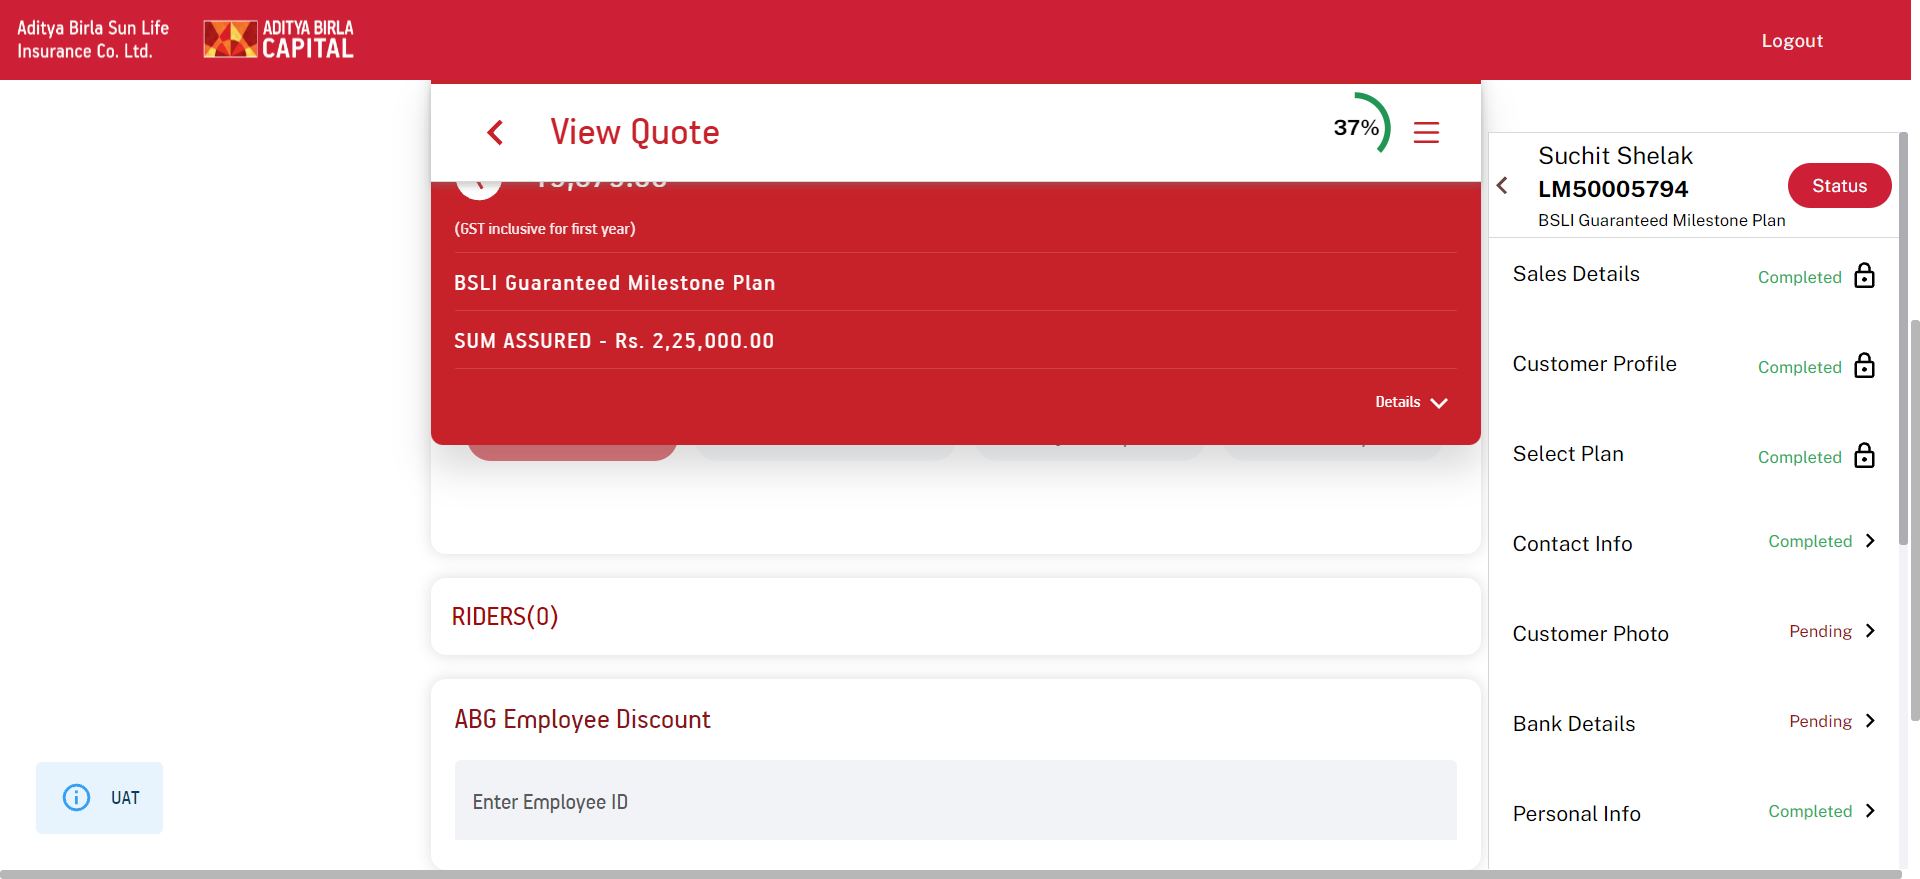 Aditya Birla Sun Life
Insurance Co. Ltd.
ADITYA BIRLA
CAPITAL
Logout
View Quote
37%
(GST inclusive for first year)
BSLI Guaranteed Milestone Plan
SUM ASSURED - Rs. 2,25,000.00
Details
RIDERS(0)
ABG Employee Discount
Enter Employee ID
UAT
Suchit Shelak
LM50005794
BSLI Guaranteed Milestone Plan
Status
Sales Details
Completed
Customer Profile
Completed
Select Plan
Completed
Contact Info
Completed
Customer Photo
Pending
Bank Details
Pending
Personal Info
Completed